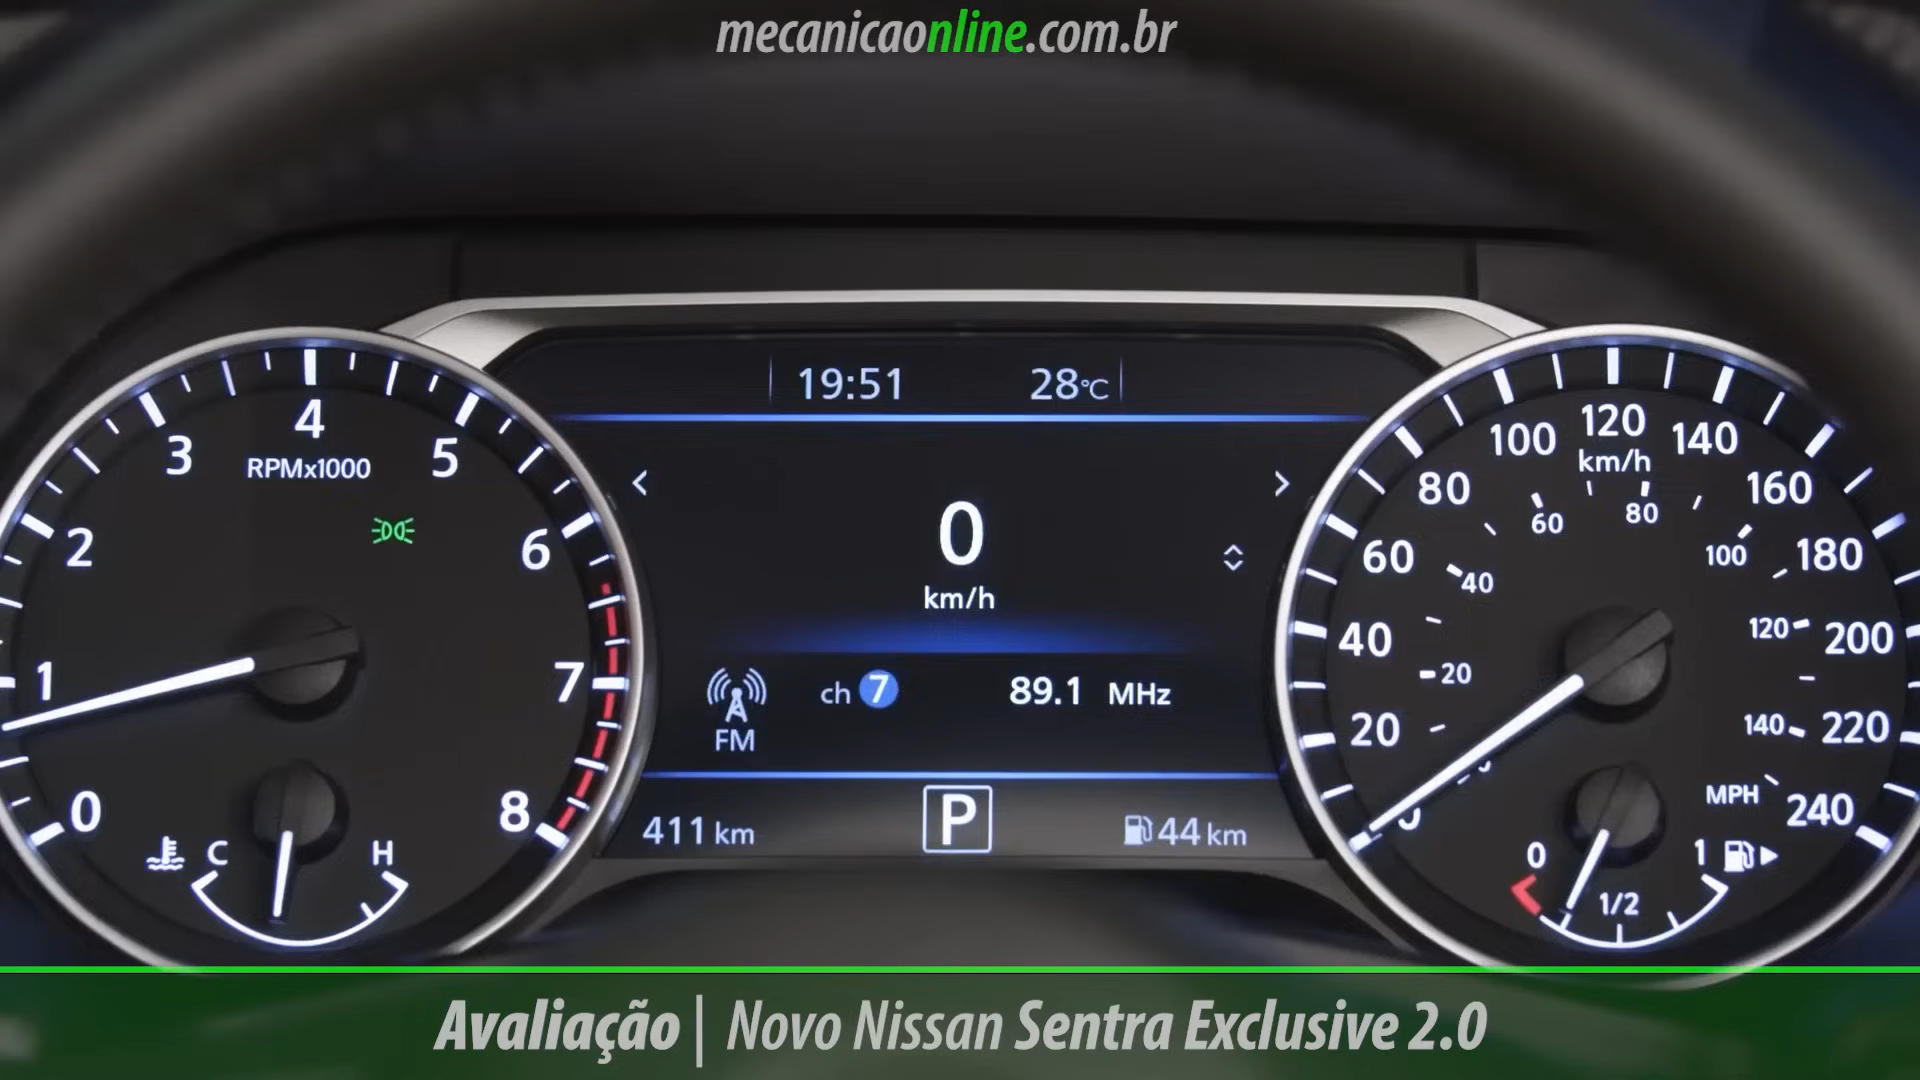 mecanicaonline.com.br
19:51 28°C
0
km/h
ch 7 89.1 MHz
FM
411 km P 44 km
0 1 2 3 4 5 6 7 8
RPMx1000
C H
20 40 60 80 100 120 140 160 180 200 220 240
km/h
20 40 60 80 100 120 140
MPH
0 1/2 1
Avaliação | Novo Nissan Sentra Exclusive 2.0